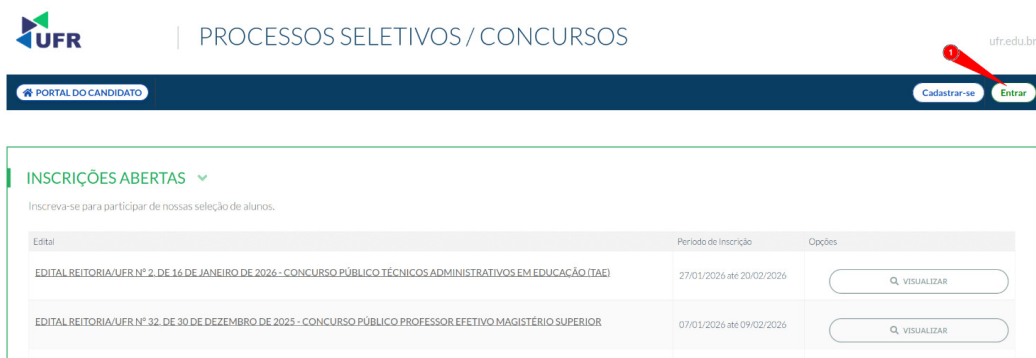 UFR
PROCESSOS SELETIVOS / CONCURSOS
ufr.edu.br
1
PORTAL DO CANDIDATO
Cadastrar-se
Entrar
INSCRIÇÕES ABERTAS
Inscreva-se para participar de nossas seleção de alunos.
Edital Período de Inscrição Opções
EDITAL REITORIA/UFR Nº 2, DE 16 DE JANEIRO DE 2026 - CONCURSO PÚBLICO TÉCNICOS ADMINISTRATIVOS EM EDUCAÇÃO (TAE) 27/01/2026 até 20/02/2026 VISUALIZAR
EDITAL REITORIA/UFR Nº 32, DE 30 DE DEZEMBRO DE 2025 - CONCURSO PÚBLICO PROFESSOR EFETIVO MAGISTÉRIO SUPERIOR 07/01/2026 até 09/02/2026 VISUALIZAR